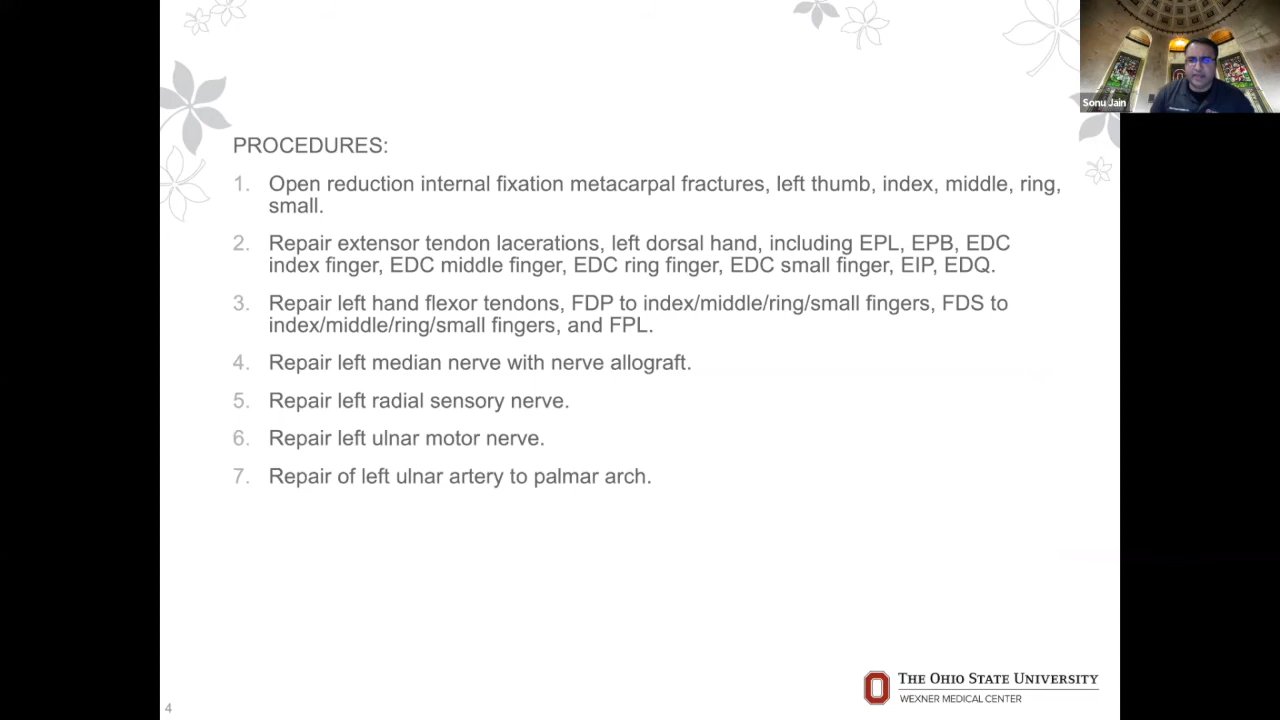 Sonu Jain
PROCEDURES:
1. Open reduction internal fixation metacarpal fractures, left thumb, index, middle, ring,
small.
2. Repair extensor tendon lacerations, left dorsal hand, including EPL, EPB, EDC
index finger, EDC middle finger, EDC ring finger, EDC small finger, EIP, EDQ.
3. Repair left hand flexor tendons, FDP to index/middle/ring/small fingers, FDS to
index/middle/ring/small fingers, and FPL.
4. Repair left median nerve with nerve allograft.
5. Repair left radial sensory nerve.
6. Repair left ulnar motor nerve.
7. Repair of left ulnar artery to palmar arch.
THE OHIO STATE UNIVERSITY
WEXNER MEDICAL CENTER
4